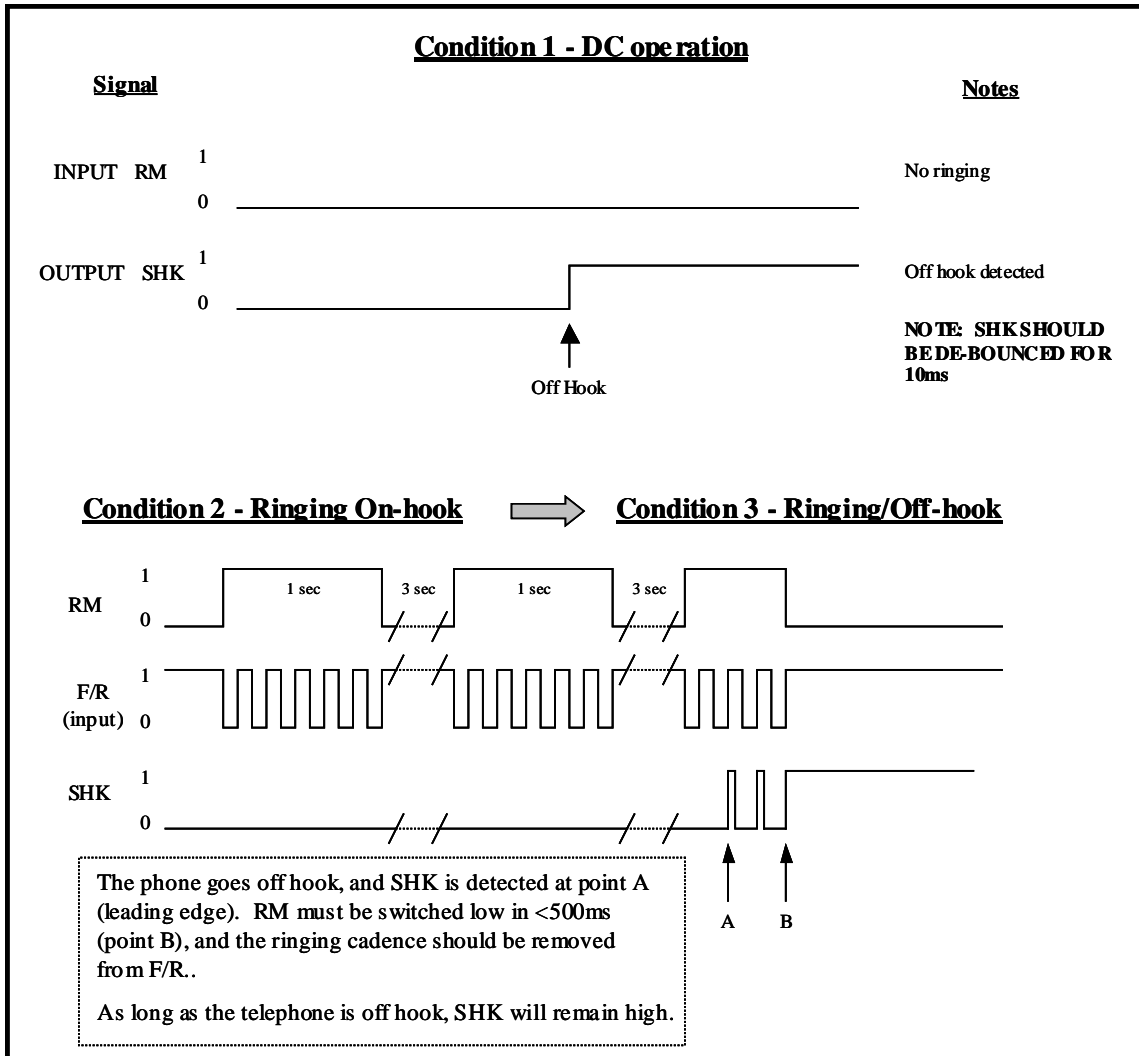 Condition 1 - DC operation
Signal
Notes
INPUT RM
1
0
No ringing
OUTPUT SHK
1
0
Off hook detected
NOTE: SHK SHOULD
BE DE-BOUNCED FOR
10ms
Off Hook
Condition 2 - Ringing On-hook
Condition 3 - Ringing/Off-hook
RM
1
0
1 sec
3 sec
1 sec
3 sec
F/R
(input)
1
0
SHK
1
0
A
B
The phone goes off hook, and SHK is detected at point A
(leading edge). RM must be switched low in <500ms
(point B), and the ringing cadence should be removed
from F/R..
As long as the telephone is off hook, SHK will remain high.